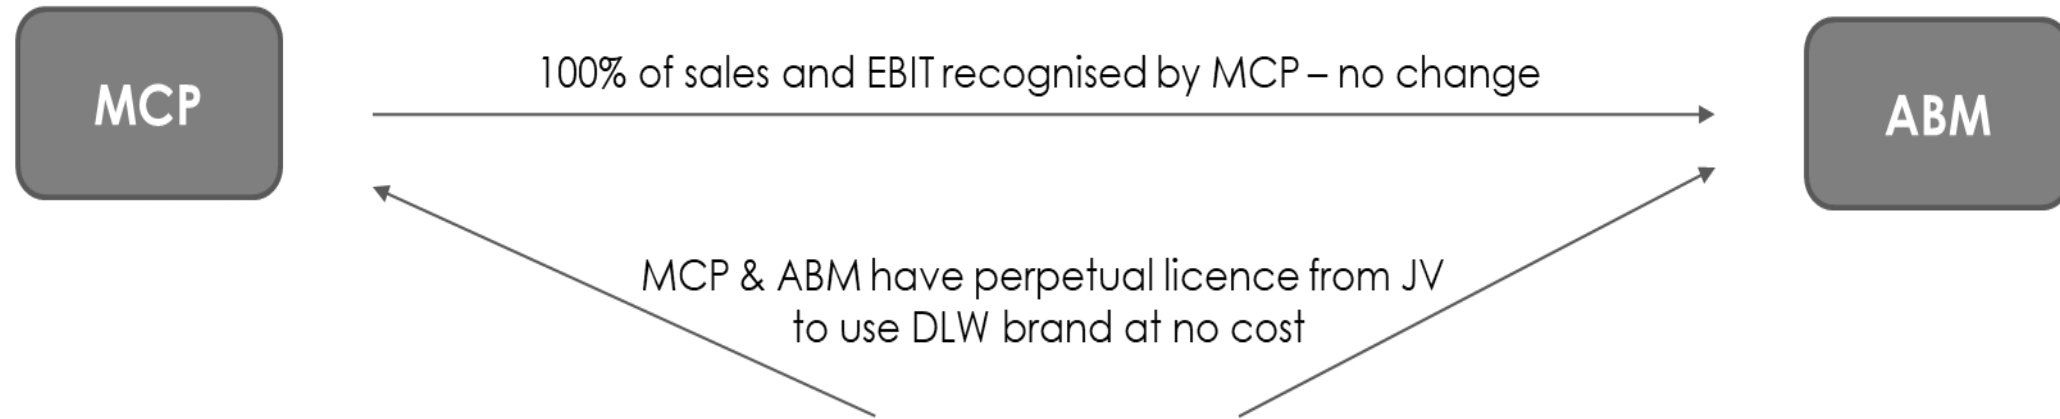 MCP
100% of sales and EBIT recognised by MCP – no change
ABM
MCP & ABM have perpetual licence from JV
to use DLW brand at no cost